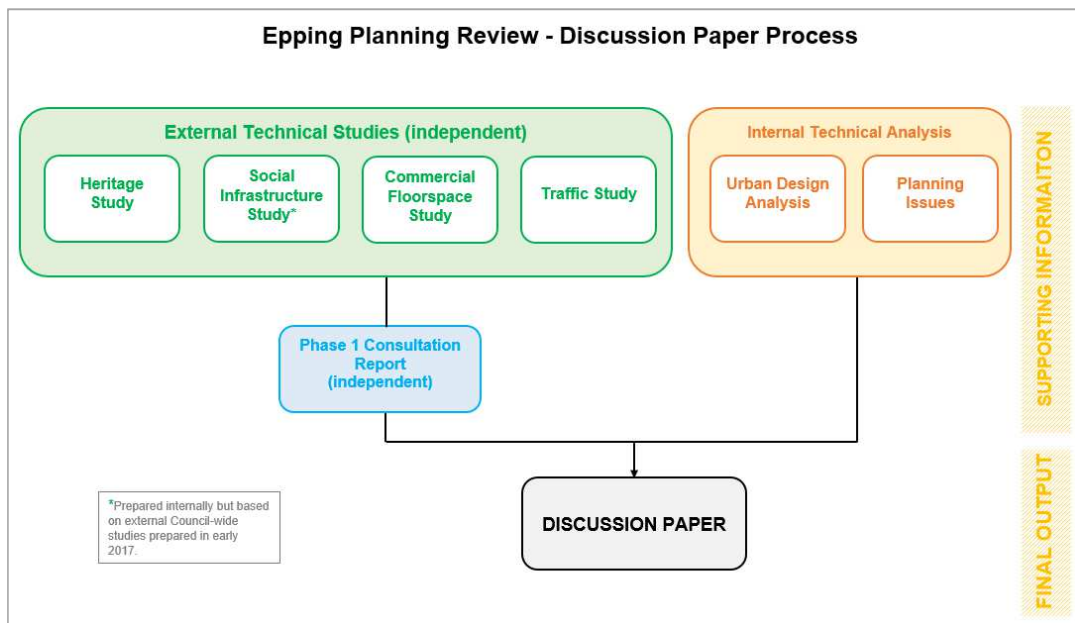 Epping Planning Review - Discussion Paper Process
External Technical Studies (independent)
Heritage
Study
Social
Infrastructure
Study*
Commercial
Floorspace
Study
Traffic Study
Internal Technical Analysis
Urban Design
Analysis
Planning
Issues
SUPPORTING INFORMAITON
Phase 1 Consultation
Report
(independent)
DISCUSSION PAPER
FINAL OUTPUT
*Prepared internally but based
on external Council-wide
studies prepared in early
2017.